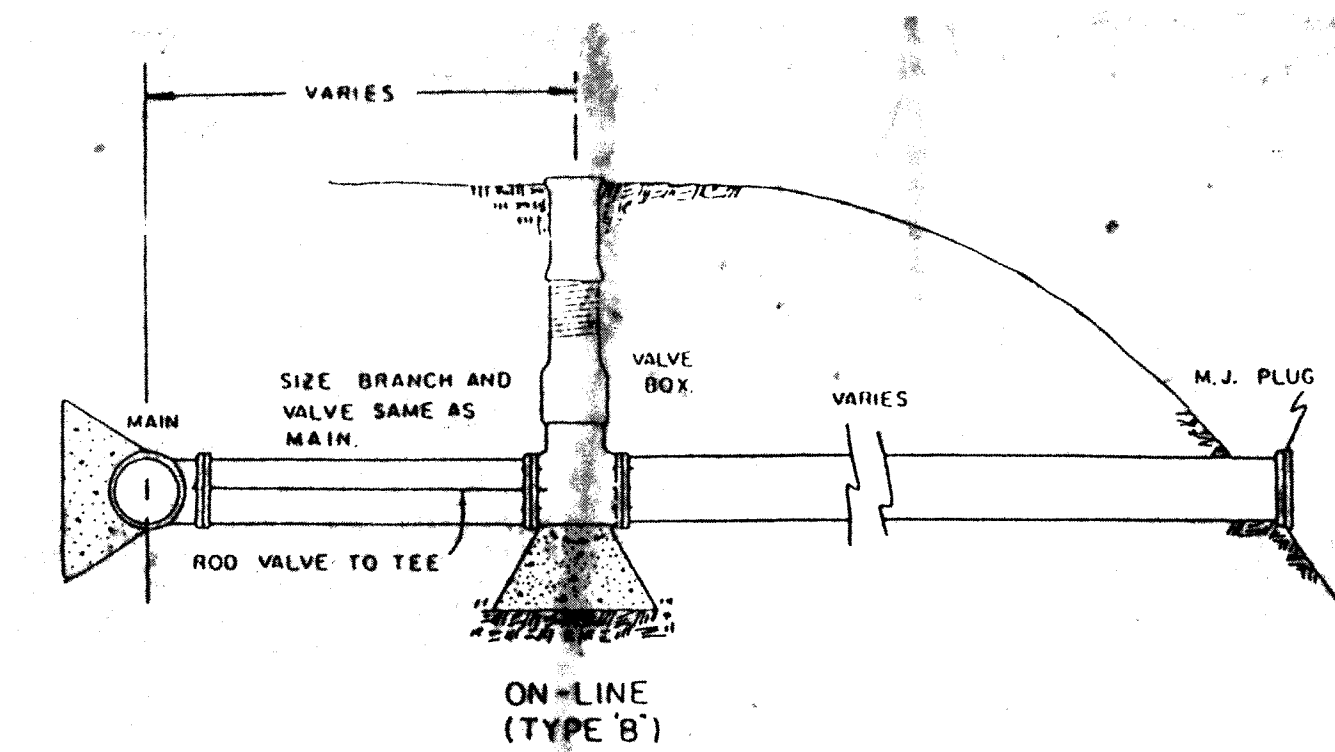 VARIES
VALVE
BOX.
M.J. PLUG
SIZE BRANCH AND
VALVE SAME AS
MAIN.
MAIN
VARIES
ROD VALVE TO TEE
ON-LINE
(TYPE 'B')